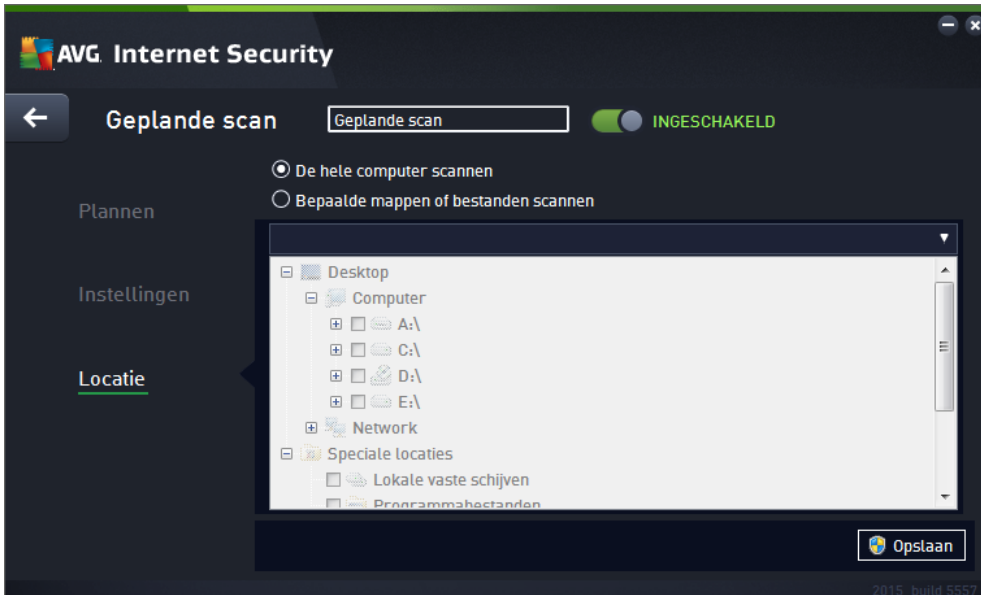 AVG. Internet Security
Geplande scan
Geplande scan
INGESCHAKELD
De hele computer scannen
Bepaalde mappen of bestanden scannen
Plannen
Instellingen
Locatie
Desktop
Computer
A:\
C:\
D:\
E:\
Network
Speciale locaties
Lokale vaste schijven
Programmabestanden
Opslaan
2015 build 5557